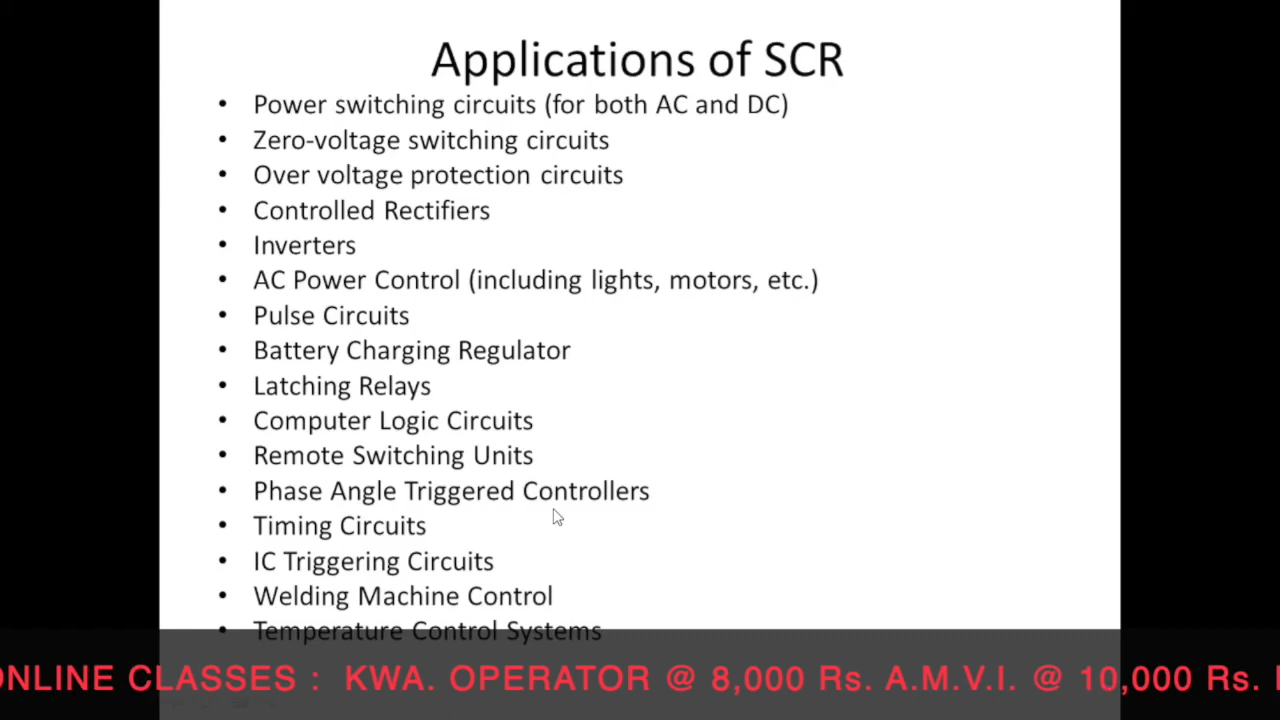 Applications of SCR
• Power switching circuits (for both AC and DC)
• Zero-voltage switching circuits
• Over voltage protection circuits
• Controlled Rectifiers
• Inverters
• AC Power Control (including lights, motors, etc.)
• Pulse Circuits
• Battery Charging Regulator
• Latching Relays
• Computer Logic Circuits
• Remote Switching Units
• Phase Angle Triggered Controllers
• Timing Circuits
• IC Triggering Circuits
• Welding Machine Control
• Temperature Control Systems
ONLINE CLASSES : KWA. OPERATOR @ 8,000 Rs. A.M.V.I. @ 10,000 Rs.